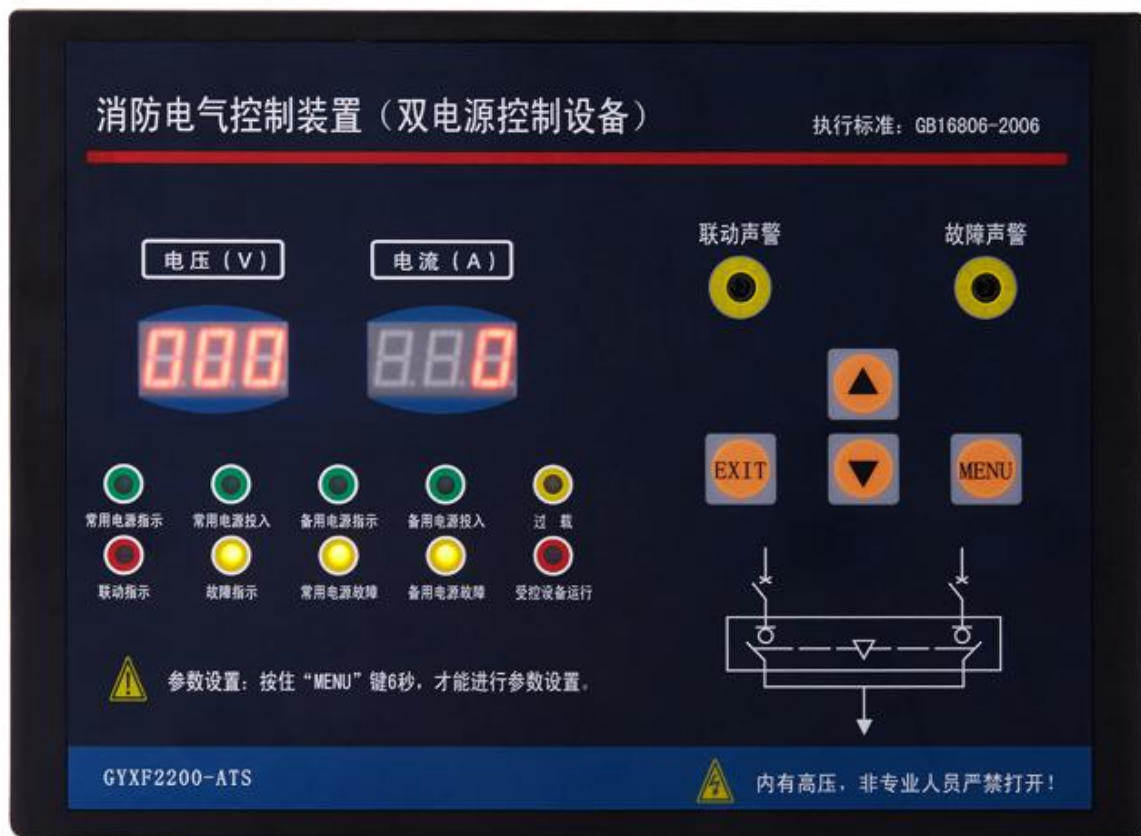 消防电气控制装置（双电源控制设备）
执行标准：GB16806-2006
电压（V）
电流（A）
联动声警
故障声警
000
0
EXIT
MENU
常用电源指示
常用电源投入
备用电源指示
备用电源投入
过 载
联动指示
故障指示
常用电源故障
备用电源故障
受控设备运行
参数设置：按住“MENU”键6秒，才能进行参数设置。
GYXF2200-ATS
内有高压，非专业人员严禁打开！